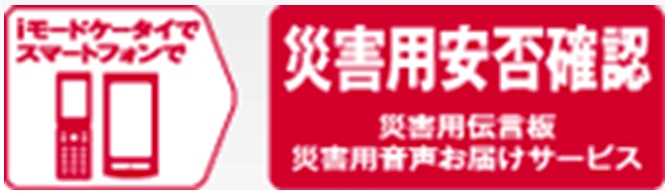 iモードケータイで
スマートフォンで
災害用安否確認
災害用伝言板
災害用音声お届けサービス